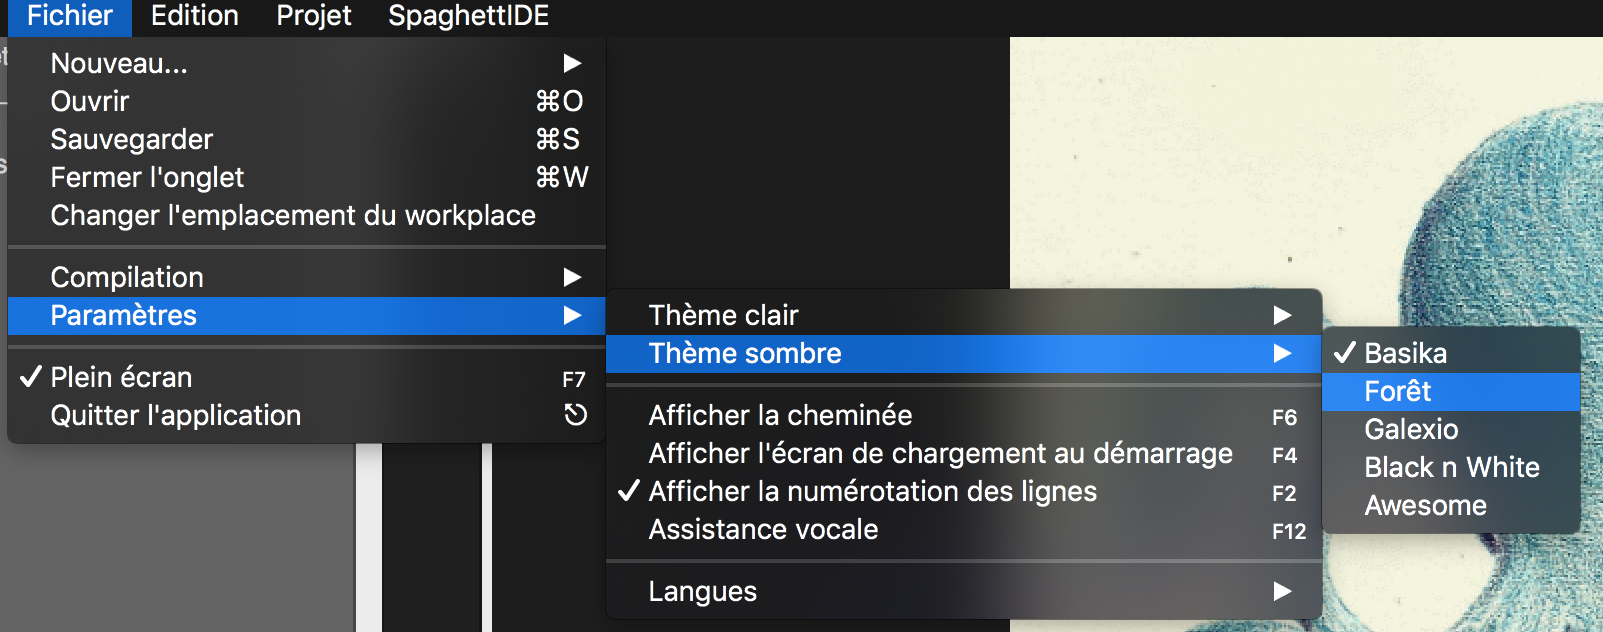 Fichier Edition Projet SpaghettIDE
Nouveau... ▶
Ouvrir ⌘O
Sauvegarder ⌘S
Fermer l'onglet ⌘W
Changer l'emplacement du workplace
Compilation ▶
Paramètres ▶
✓ Plein écran F7
Quitter l'application ⎋
Thème clair ▶
Thème sombre ▶
Afficher la cheminée F6
Afficher l'écran de chargement au démarrage F4
✓ Afficher la numérotation des lignes F2
Assistance vocale F12
Langues ▶
✓ Basika
Forêt
Galexio
Black n White
Awesome